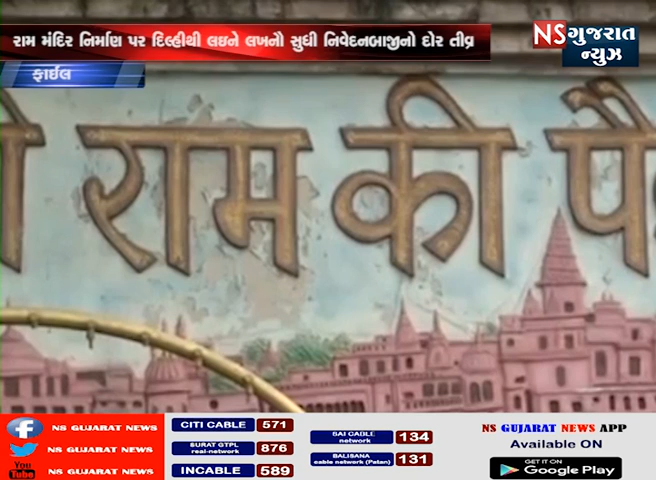 રામ મંદિર નિર્માણ પર દિલ્હીથી લઇને લખનૌ સુધી નિવેદનબાજીનો દોર તીવ્ર
NS ગુજરાત
ન્યુઝ
ફાઈલ
राम की
NS GUJARAT NEWS
NS GUJARAT NEWS
You Tube NS GUJARAT NEWS
CITI CABLE 571
SURAT GTPL real-network 876
INCABLE 589
SAI CABLE network 134
BALISANA cable network (Patan) 131
NS GUJARAT NEWS APP
Available ON
GET IT ON
Google Play